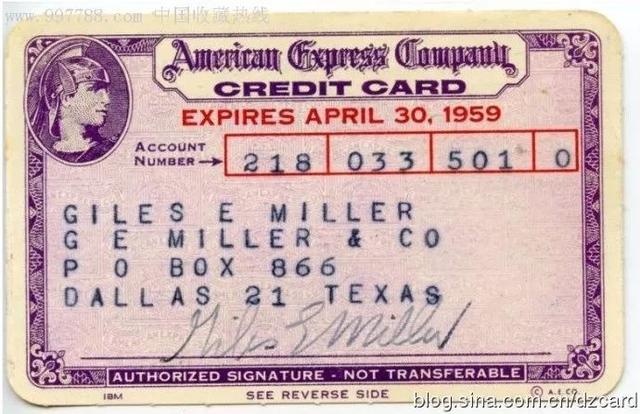 www.997788.com 中国收藏热线
American Express Company
CREDIT CARD
EXPIRES APRIL 30, 1959
ACCOUNT NUMBER → 218 033 501 0
GILES E MILLER
G E MILLER & CO
P O BOX 866
DALLAS 21 TEXAS
Giles E Miller
AUTHORIZED SIGNATURE - NOT TRANSFERABLE
IBM SEE REVERSE SIDE © A.E.CO.
blog.sina.com.cn/dzcard